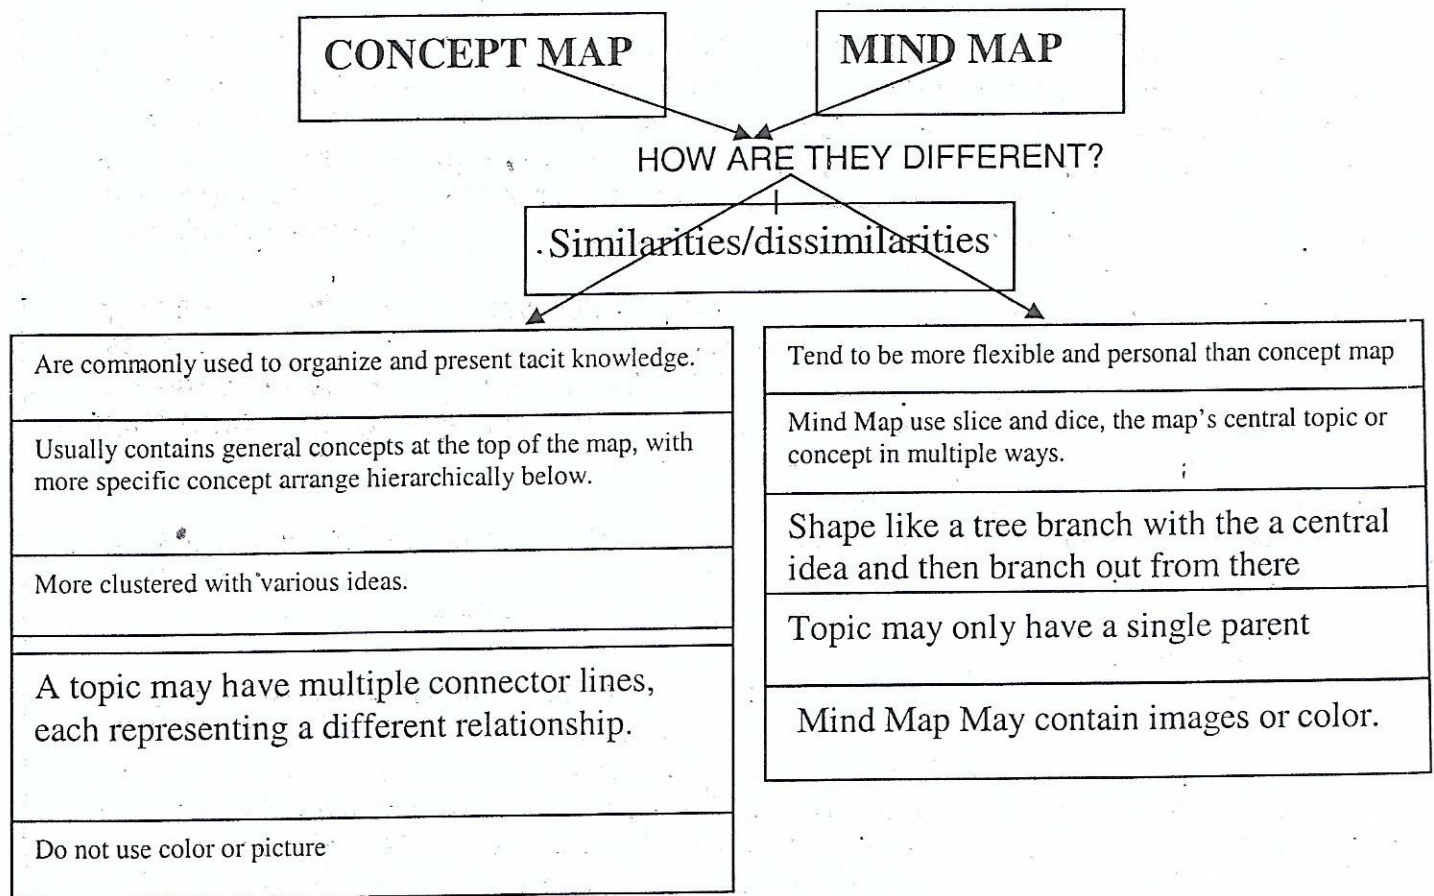 CONCEPT MAP
MIND MAP
HOW ARE THEY DIFFERENT?
Similarities/dissimilarities
Are commonly used to organize and present tacit knowledge.
Usually contains general concepts at the top of the map, with
more specific concept arrange hierarchically below.
More clustered with various ideas.
A topic may have multiple connector lines,
each representing a different relationship.
Do not use color or picture
Tend to be more flexible and personal than concept map
Mind Map use slice and dice, the map's central topic or
concept in multiple ways.
Shape like a tree branch with the a central
idea and then branch out from there
Topic may only have a single parent
Mind Map May contain images or color.